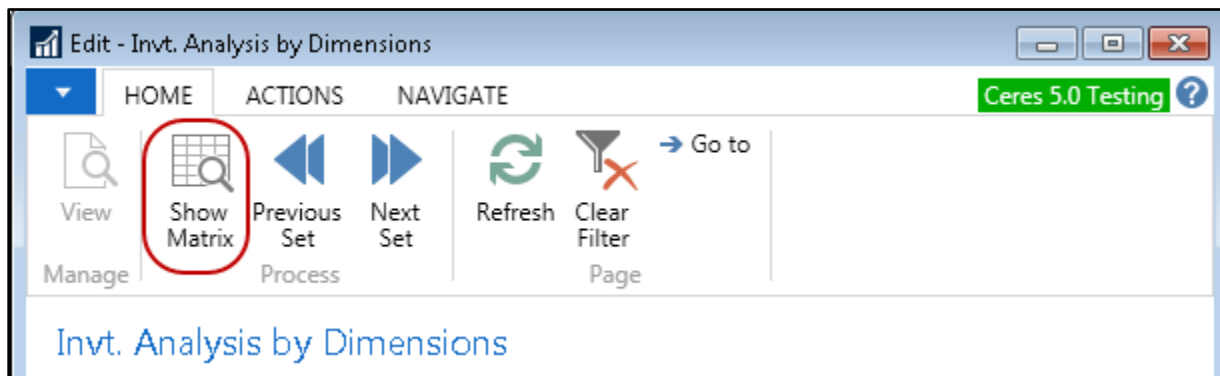 Edit - Invt. Analysis by Dimensions
HOME ACTIONS NAVIGATE
Ceres 5.0 Testing ?
View
Show
Matrix
Previous
Set
Next
Set
Refresh
Clear
Filter
Go to
Manage
Process
Page
Invt. Analysis by Dimensions